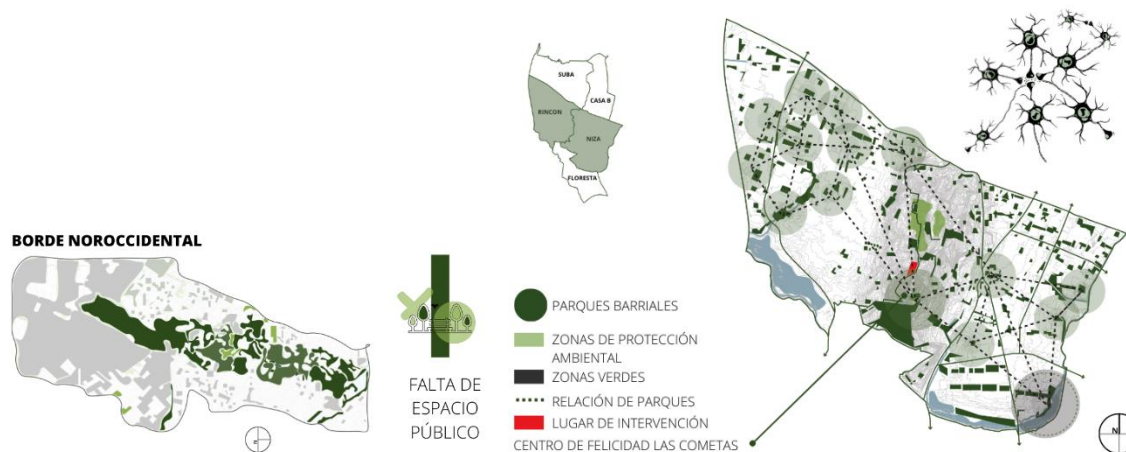 SUBA
CASA B
RINCON
NIZA
FLORESTA
BORDE NOROCCIDENTAL
FALTA DE
ESPACIO
PÚBLICO
PARQUES BARRIALES
ZONAS DE PROTECCIÓN
AMBIENTAL
ZONAS VERDES
RELACIÓN DE PARQUES
LUGAR DE INTERVENCIÓN
CENTRO DE FELICIDAD LAS COMETAS
N